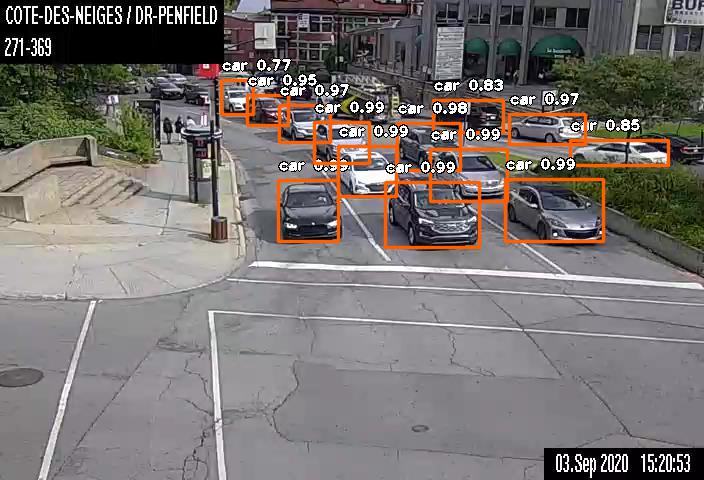 COTE-DES-NEIGES / DR-PENFIELD
271-369
BUF
car 0.77
car 0.95
car 0.97
car 0.83
car 0.99
car 0.98
car 0.97
car 0.99
car 0.99
car 0.85
car 0.99
car 0.99
car 0.99
03.Sep 2020 15:20:53